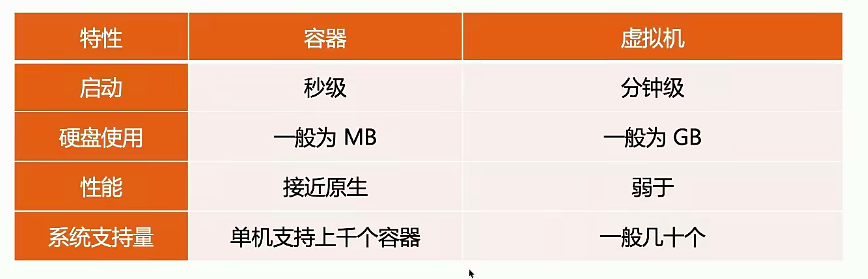 特性 容器 虚拟机
启动 秒级 分钟级
硬盘使用 一般为 MB 一般为 GB
性能 接近原生 弱于
系统支持量 单机支持上千个容器 一般几十个